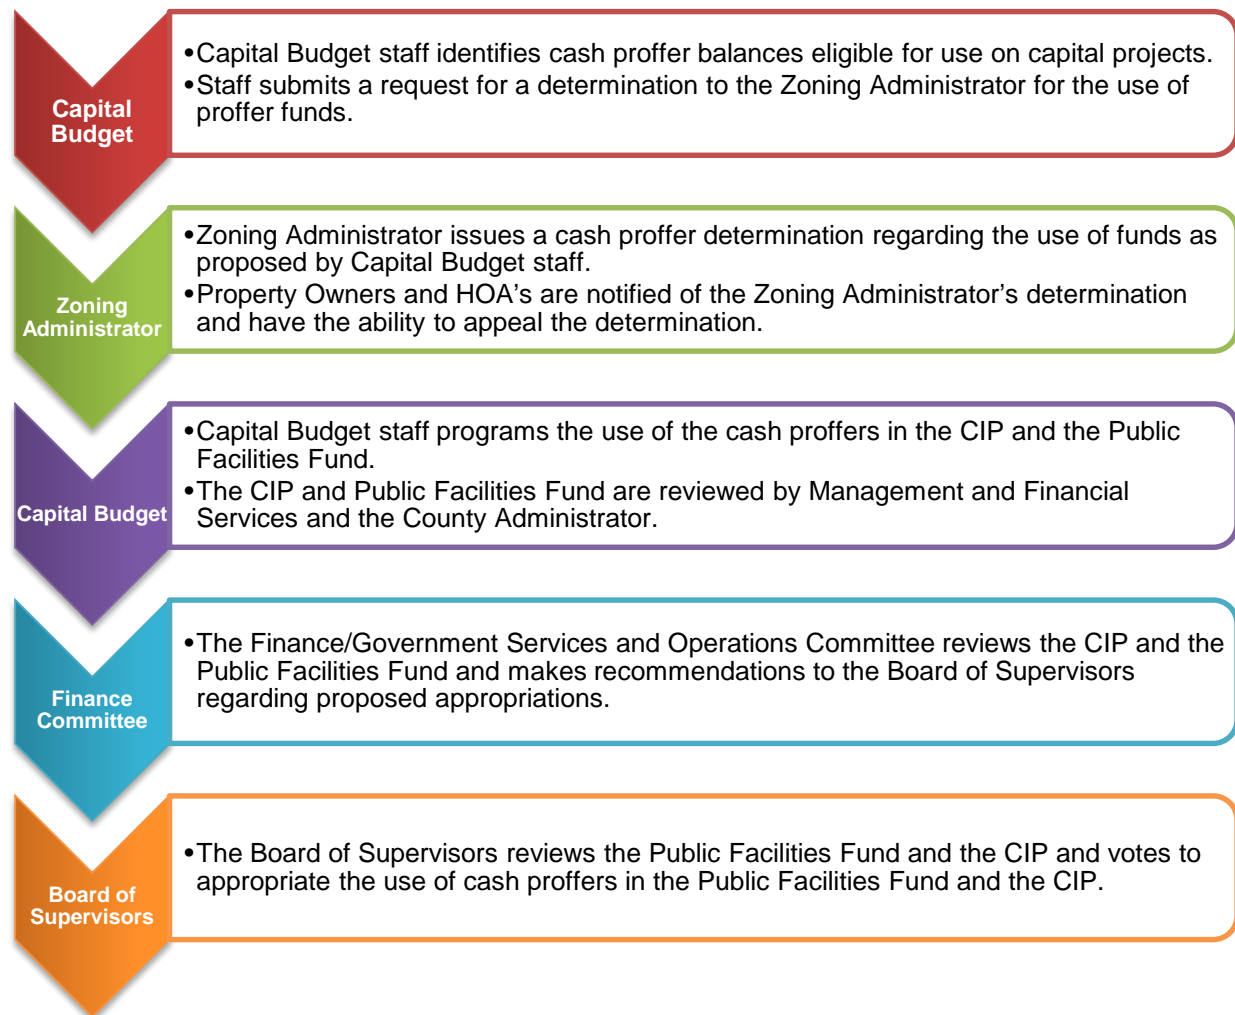 Capital
Budget
•Capital Budget staff identifies cash proffer balances eligible for use on capital projects.
•Staff submits a request for a determination to the Zoning Administrator for the use of
proffer funds.
Zoning
Administrator
•Zoning Administrator issues a cash proffer determination regarding the use of funds as
proposed by Capital Budget staff.
•Property Owners and HOA's are notified of the Zoning Administrator’s determination
and have the ability to appeal the determination.
Capital Budget
•Capital Budget staff programs the use of the cash proffers in the CIP and the Public
Facilities Fund.
•The CIP and Public Facilities Fund are reviewed by Management and Financial
Services and the County Administrator.
Finance
Committee
•The Finance/Government Services and Operations Committee reviews the CIP and the
Public Facilities Fund and makes recommendations to the Board of Supervisors
regarding proposed appropriations.
Board of
Supervisors
•The Board of Supervisors reviews the Public Facilities Fund and the CIP and votes to
appropriate the use of cash proffers in the Public Facilities Fund and the CIP.